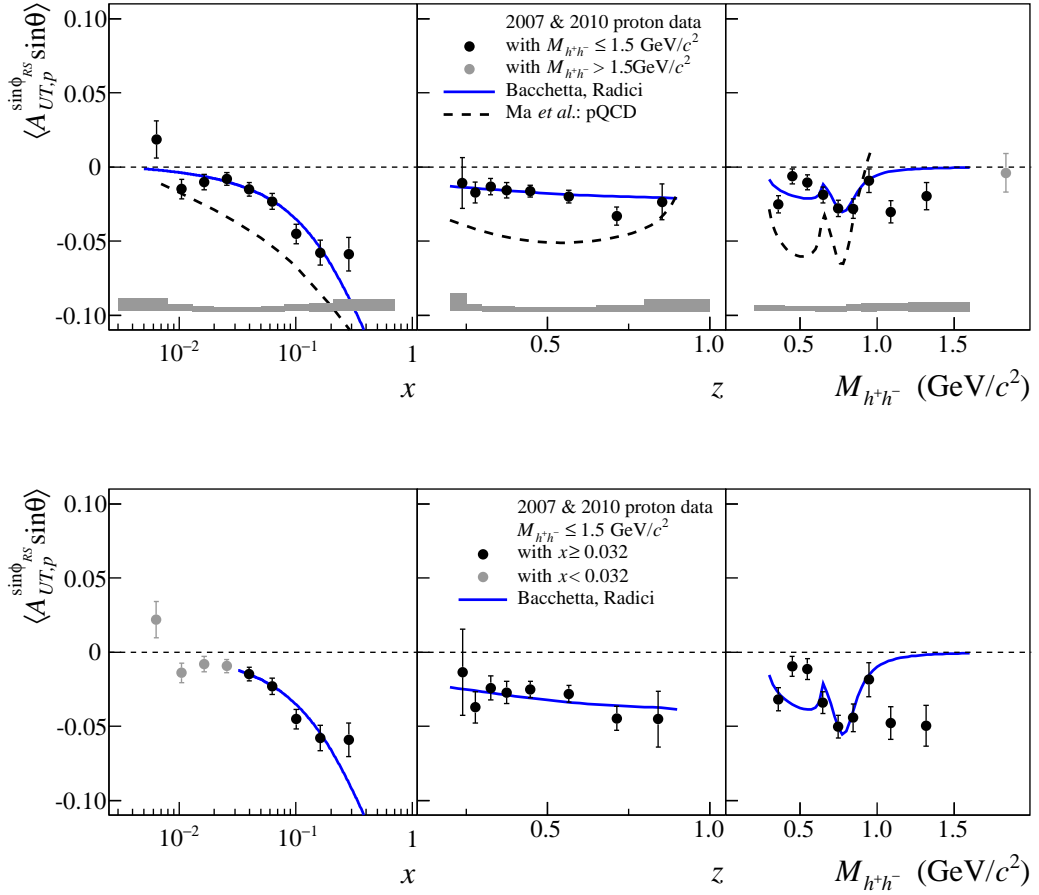 ⟨A_{UT,p}^{sinϕ_{RS}} sinθ⟩
0.10
0.05
0
-0.05
-0.10
2007 & 2010 proton data
with M_{h⁺h⁻} ≤ 1.5 GeV/c²
with M_{h⁺h⁻} > 1.5GeV/c²
Bacchetta, Radici
Ma et al.: pQCD
10⁻² 10⁻¹ 1 0.5 1.0 0.5 1.0 1.5
x z M_{h⁺h⁻} (GeV/c²)
⟨A_{UT,p}^{sinϕ_{RS}} sinθ⟩
0.10
0.05
0
-0.05
-0.10
2007 & 2010 proton data
M_{h⁺h⁻} ≤ 1.5 GeV/c²
with x ≥ 0.032
with x < 0.032
Bacchetta, Radici
10⁻² 10⁻¹ 1 0.5 1.0 0.5 1.0 1.5
x z M_{h⁺h⁻} (GeV/c²)